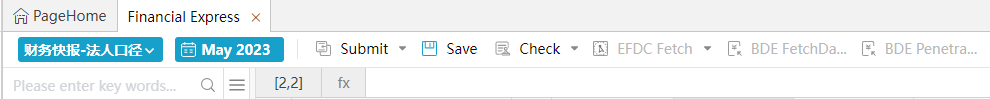 PageHome Financial Express ×
财务快报-法人口径 May 2023 Submit Save Check EFDC Fetch BDE FetchDa... BDE Penetra...
Please enter key words... [2,2] fx